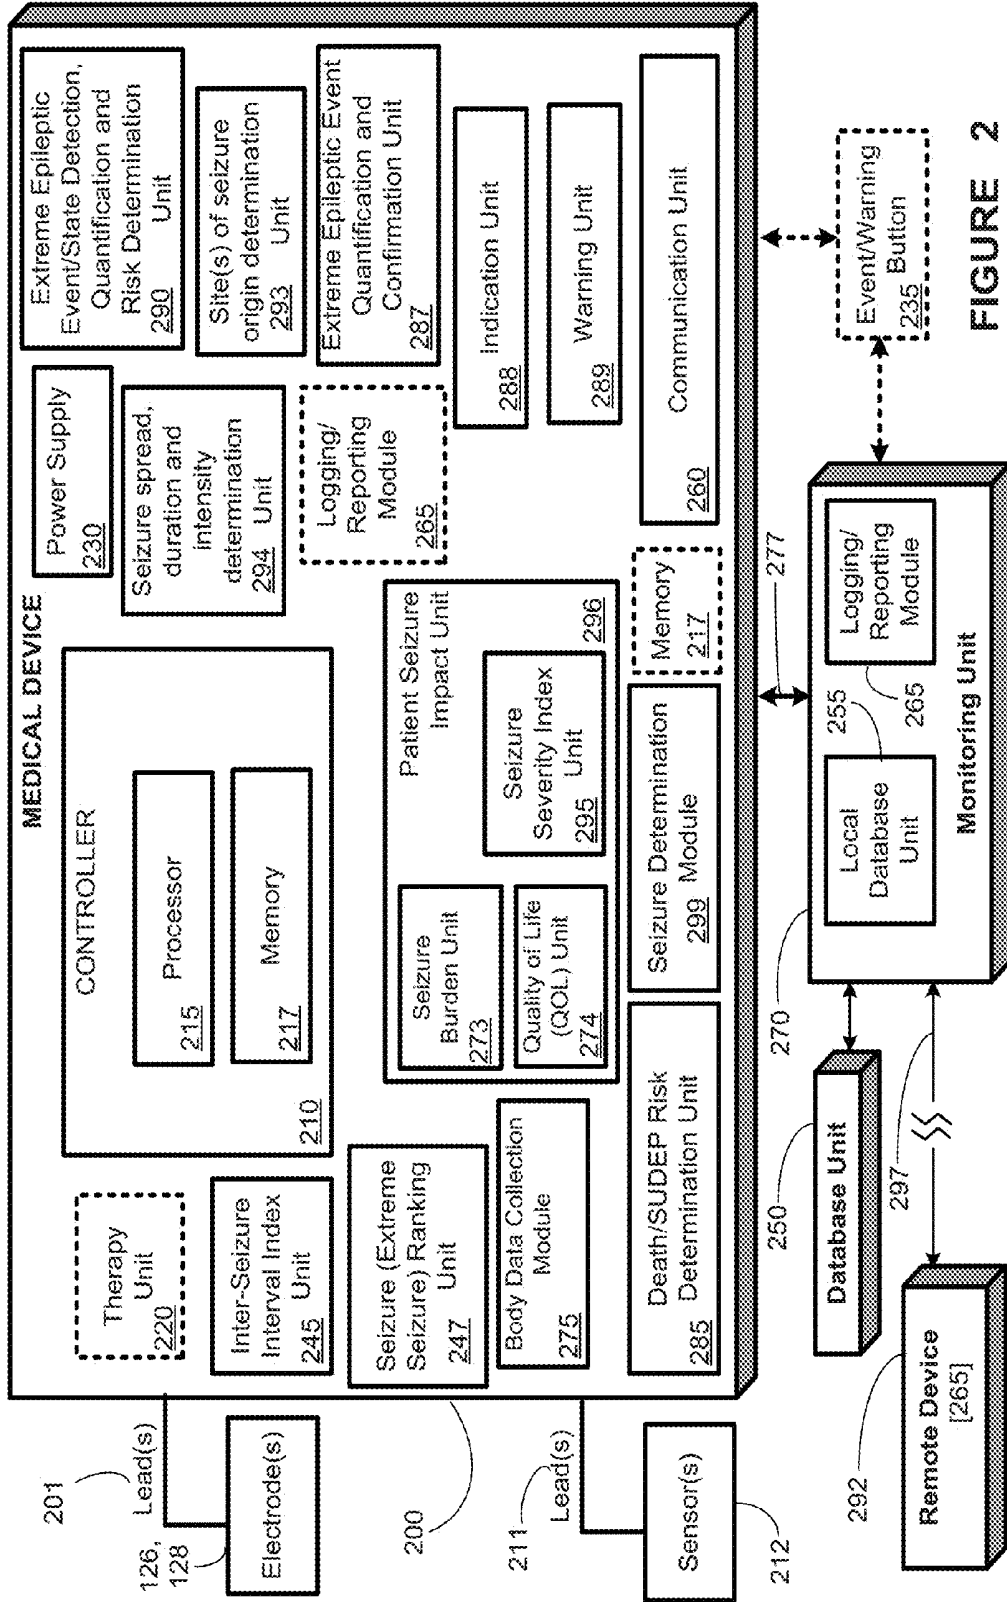 MEDICAL DEVICE
201
Lead(s)
126,
128
Electrode(s)
200
211
Lead(s)
Sensor(s)
212
Therapy
Unit
220
Inter-Seizure
Interval Index
245 Unit
Seizure (Extreme
Seizure) Ranking
247 Unit
Body Data Collection
Module
275
Death/SUDEP Risk
Determination Unit
285
CONTROLLER
Processor
215
Memory
217
210
Patient Seizure
Impact Unit
Seizure
Burden Unit
273
Quality of Life
(QOL) Unit
274
Seizure
Severity Index
Unit
295
296
Seizure Determination
Module
299
Memory
217
Power Supply
230
Seizure spread,
duration and
intensity
determination
294 Unit
Logging/
Reporting
Module
265
Extreme Epileptic
Event/State Detection,
Quantification and
Risk Determination
290 Unit
Site(s) of seizure
origin determination
293 Unit
Extreme Epileptic Event
Quantification and
Confirmation Unit
287
Indication Unit
288
Warning Unit
289
Communication Unit
260
277
Event/Warning
Button
235
250
Database Unit
270
297
292
Remote Device
[265]
Local
Database
Unit
255
Logging/
Reporting
Module
265
Monitoring Unit
FIGURE 2